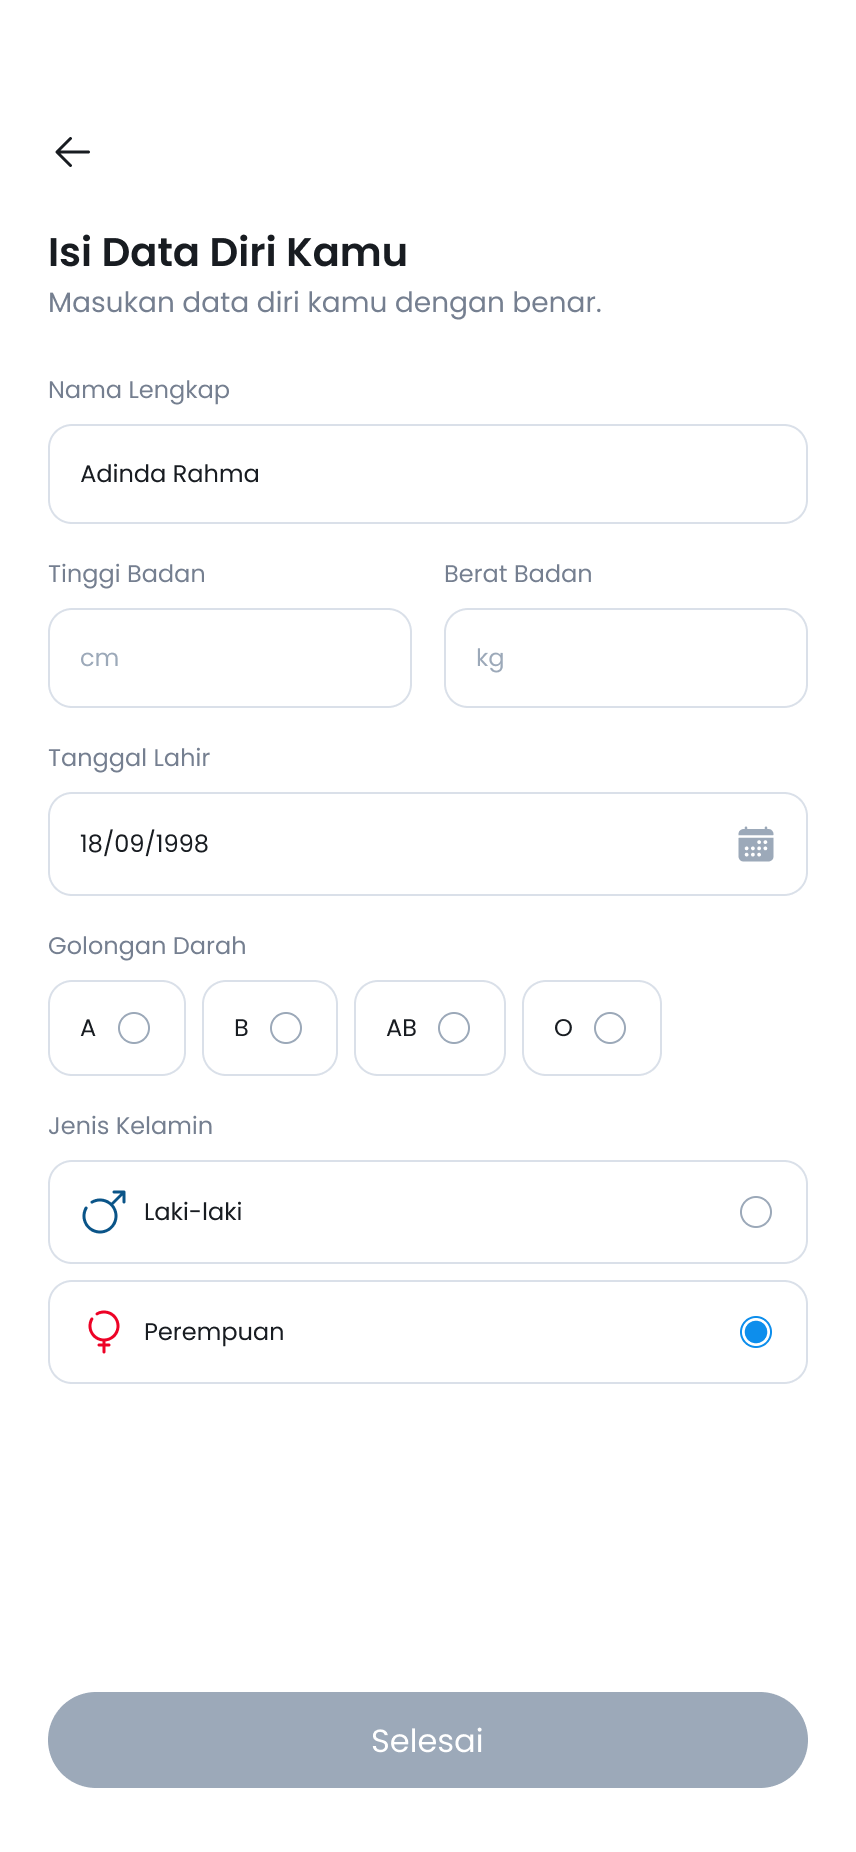 Isi Data Diri Kamu
Masukan data diri kamu dengan benar.
Nama Lengkap
Adinda Rahma
Tinggi Badan
Berat Badan
cm
kg
Tanggal Lahir
18/09/1998
Golongan Darah
A
B
AB
O
Jenis Kelamin
Laki-laki
Perempuan
Selesai